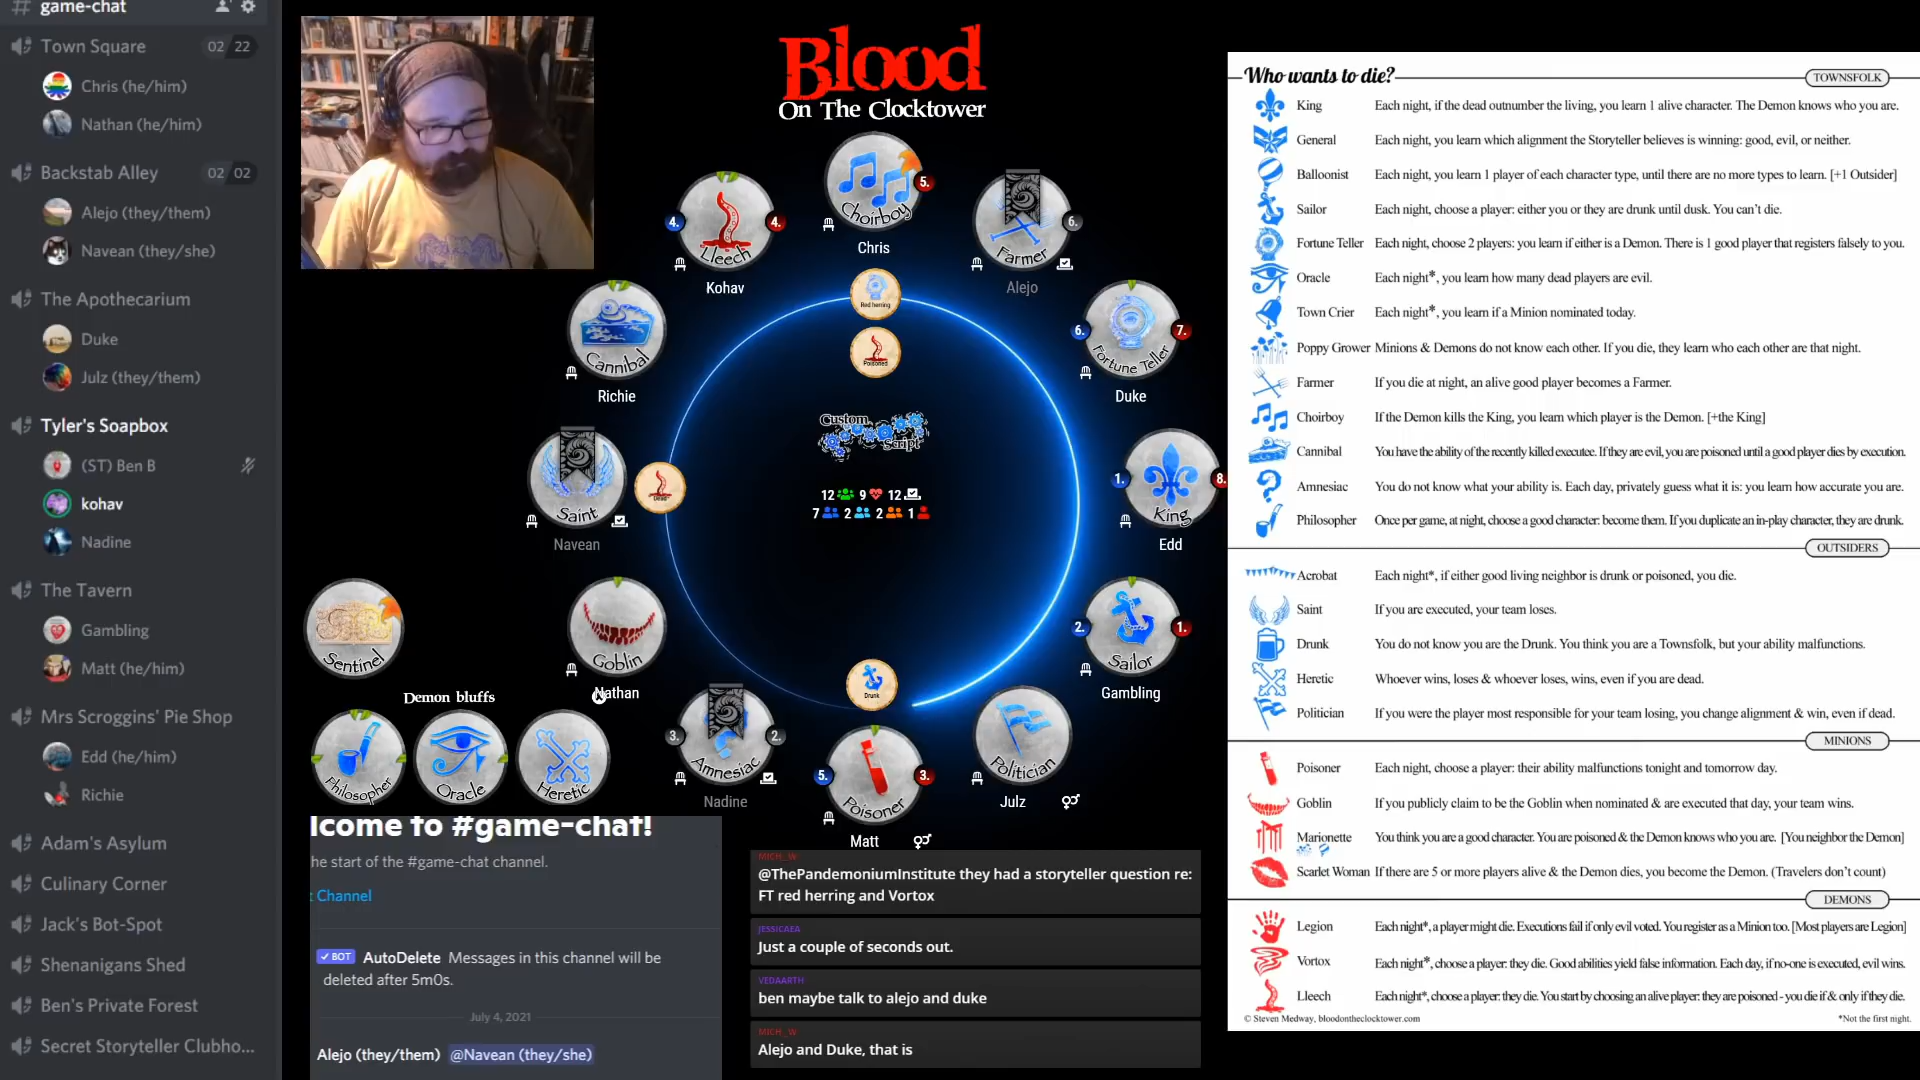 game-chat
Town Square
02 22
Chris (he/him)
Nathan (he/him)
Backstab Alley
02 02
Alejo (they/them)
Navean (they/she)
The Apothecarium
Duke
Julz (they/them)
Tyler's Soapbox
(ST) Ben B
kohav
Nadine
The Tavern
Gambling
Matt (he/him)
Mrs Scroggins' Pie Shop
Edd (he/him)
Richie
Adam's Asylum
Culinary Corner
Jack's Bot-Spot
Shenanigans Shed
Ben's Private Forest
Secret Storyteller Clubho...
Blood
On The Clocktower
Choirboy
5.
Chris
Lleech
4.
4.
Kohav
Farmer
6.
Alejo
Red herring
Poisoned
Cannibal
Richie
Fortune Teller
6.
7.
Duke
Custom
Script
12 9 12
7 2 2 1
Saint
Navean
King
1.
8.
Edd
Sentinel
Goblin
Nathan
Sailor
2.
1.
Gambling
Drunk
Amnesiac
3.
2.
Nadine
Poisoner
5.
3.
Matt
Politician
Julz
Demon bluffs
Philosopher
Oracle
Heretic
lcome to #game-chat!
he start of the #game-chat channel.
t Channel
BOT AutoDelete Messages in this channel will be
deleted after 5m0s.
July 4, 2021
Alejo (they/them) @Navean (they/she)
MICH_W
@ThePandemoniumInstitute they had a storyteller question re:
FT red herring and Vortox
JESSICAEA
Just a couple of seconds out.
VEDAARTH
ben maybe talk to alejo and duke
MICH_W
Alejo and Duke, that is
Who wants to die?
TOWNSFOLK
King Each night, if the dead outnumber the living, you learn 1 alive character. The Demon knows who you are.
General Each night, you learn which alignment the Storyteller believes is winning: good, evil, or neither.
Balloonist Each night, you learn 1 player of each character type, until there are no more types to learn. [+1 Outsider]
Sailor Each night, choose a player: either you or they are drunk until dusk. You can't die.
Fortune Teller Each night, choose 2 players: you learn if either is a Demon. There is 1 good player that registers falsely to you.
Oracle Each night*, you learn how many dead players are evil.
Town Crier Each night*, you learn if a Minion nominated today.
Poppy Grower Minions & Demons do not know each other. If you die, they learn who each other are that night.
Farmer If you die at night, an alive good player becomes a Farmer.
Choirboy If the Demon kills the King, you learn which player is the Demon. [+the King]
Cannibal You have the ability of the recently killed executee. If they are evil, you are poisoned until a good player dies by execution.
Amnesiac You do not know what your ability is. Each day, privately guess what it is: you learn how accurate you are.
Philosopher Once per game, at night, choose a good character: become them. If you duplicate an in-play character, they are drunk.
OUTSIDERS
Acrobat Each night*, if either good living neighbor is drunk or poisoned, you die.
Saint If you are executed, your team loses.
Drunk You do not know you are the Drunk. You think you are a Townsfolk, but your ability malfunctions.
Heretic Whoever wins, loses & whoever loses, wins, even if you are dead.
Politician If you were the player most responsible for your team losing, you change alignment & win, even if dead.
MINIONS
Poisoner Each night, choose a player: their ability malfunctions tonight and tomorrow day.
Goblin If you publicly claim to be the Goblin when nominated & are executed that day, your team wins.
Marionette You think you are a good character. You are poisoned & the Demon knows who you are. [You neighbor the Demon]
Scarlet Woman If there are 5 or more players alive & the Demon dies, you become the Demon. (Travelers don't count)
DEMONS
Legion Each night*, a player might die. Executions fail if only evil voted. You register as a Minion too. [Most players are Legion]
Vortox Each night*, choose a player: they die. Good abilities yield false information. Each day, if no-one is executed, evil wins.
Lleech Each night*, choose a player: they die. You start by choosing an alive player: they are poisoned - you die if & only if they die.
© Steven Medway, bloodontheclocktower.com
*Not the first night.